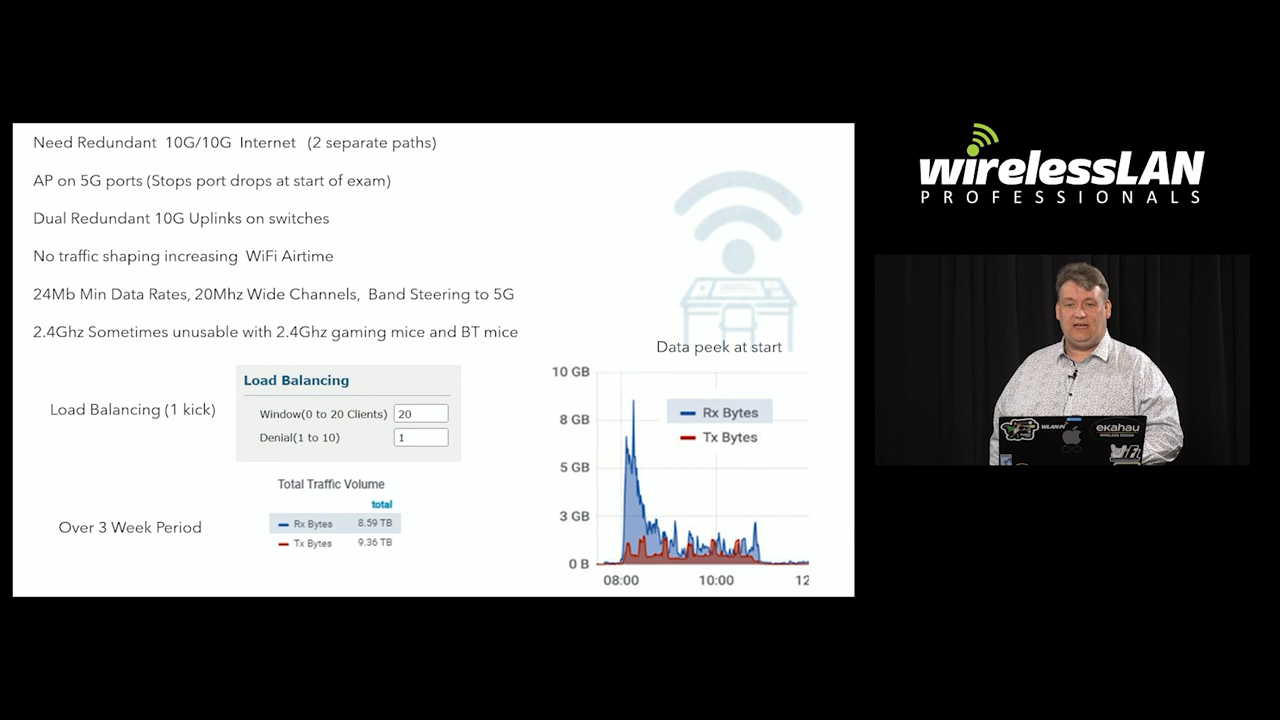 Need Redundant 10G/10G Internet (2 separate paths)
AP on 5G ports (Stops port drops at start of exam)
Dual Redundant 10G Uplinks on switches
No traffic shaping increasing WiFi Airtime
24Mb Min Data Rates, 20Mhz Wide Channels, Band Steering to 5G
2.4Ghz Sometimes unusable with 2.4Ghz gaming mice and BT mice
Load Balancing (1 kick)
Load Balancing
Window(0 to 20 Clients) 20
Denial(1 to 10) 1
Total Traffic Volume
total
Rx Bytes 8.59 TB
Tx Bytes 9.36 TB
Over 3 Week Period
Data peek at start
10 GB
8 GB
5 GB
3 GB
0 B
Rx Bytes
Tx Bytes
08:00 10:00 12
wirelessLAN
PROFESSIONALS
WLAN Pi
ekahau
WIRELESS DESIGN